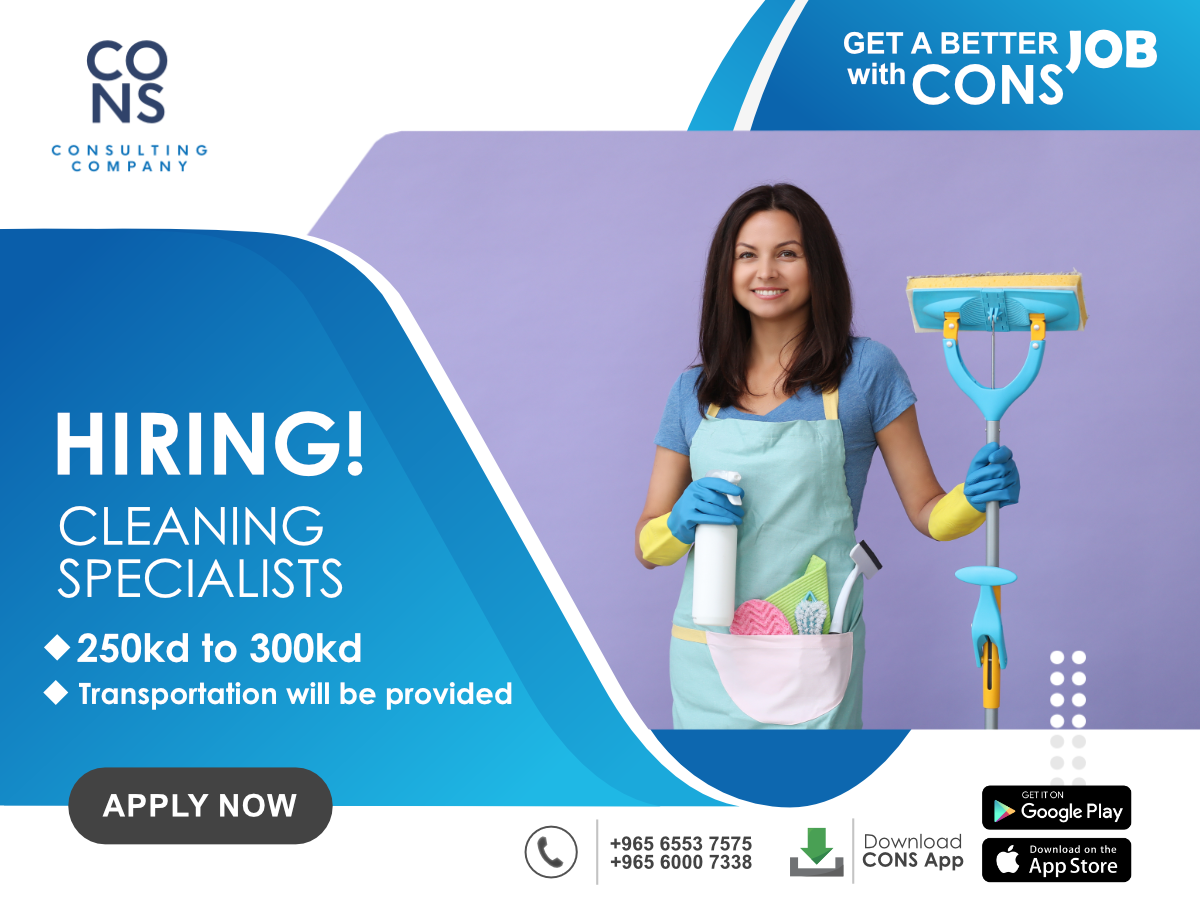 CO
NS
CONSULTING
COMPANY
GET A BETTER JOB
with CONS
HIRING!
CLEANING
SPECIALISTS
250kd to 300kd
Transportation will be provided
APPLY NOW
+965 6553 7575
+965 6000 7338
Download
CONS App
GET IT ON
Google Play
Download on the
App Store